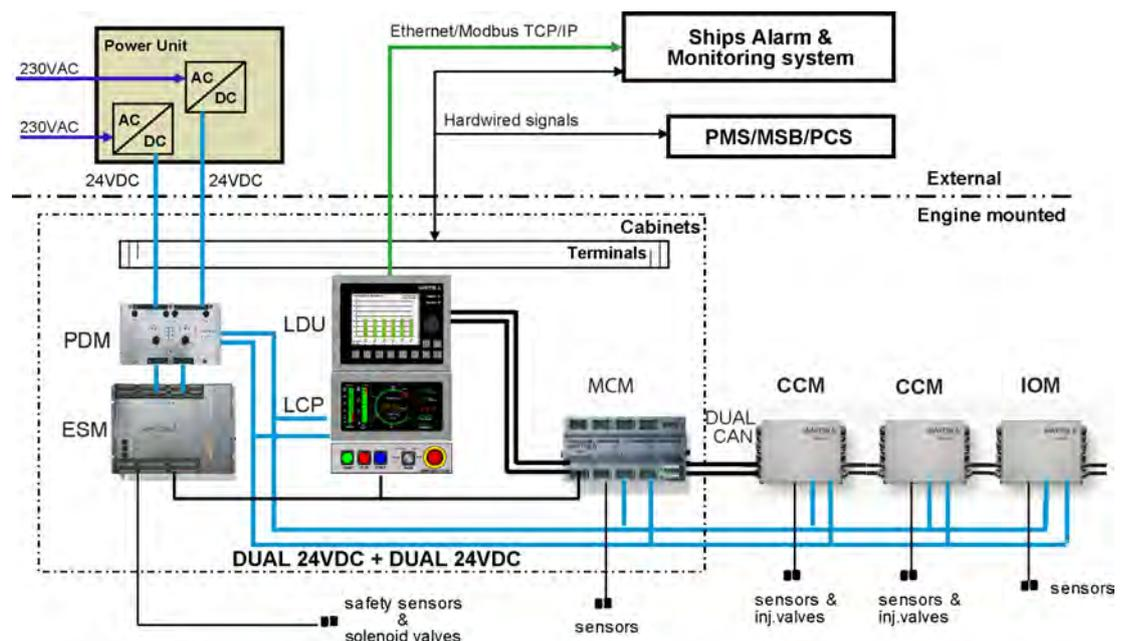 Power Unit
230VAC
AC
DC
230VAC
AC
DC
24VDC
24VDC
Ethernet/Modbus TCP/IP
Ships Alarm &
Monitoring system
Hardwired signals
PMS/MSB/PCS
External
Engine mounted
Cabinets
Terminals
PDM
LDU
LCP
ESM
MCM
DUAL
CAN
CCM
CCM
IOM
DUAL 24VDC + DUAL 24VDC
safety sensors
&
solenoid valves
sensors
sensors &
inj.valves
sensors &
inj.valves
sensors